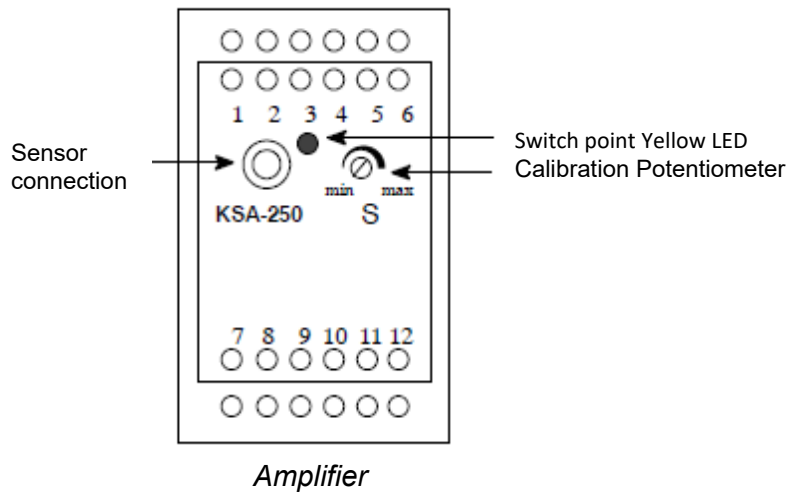 1 2 3 4 5 6
Sensor
connection
Switch point Yellow LED
Calibration Potentiometer
min max
KSA-250 S
7 8 9 10 11 12
Amplifier